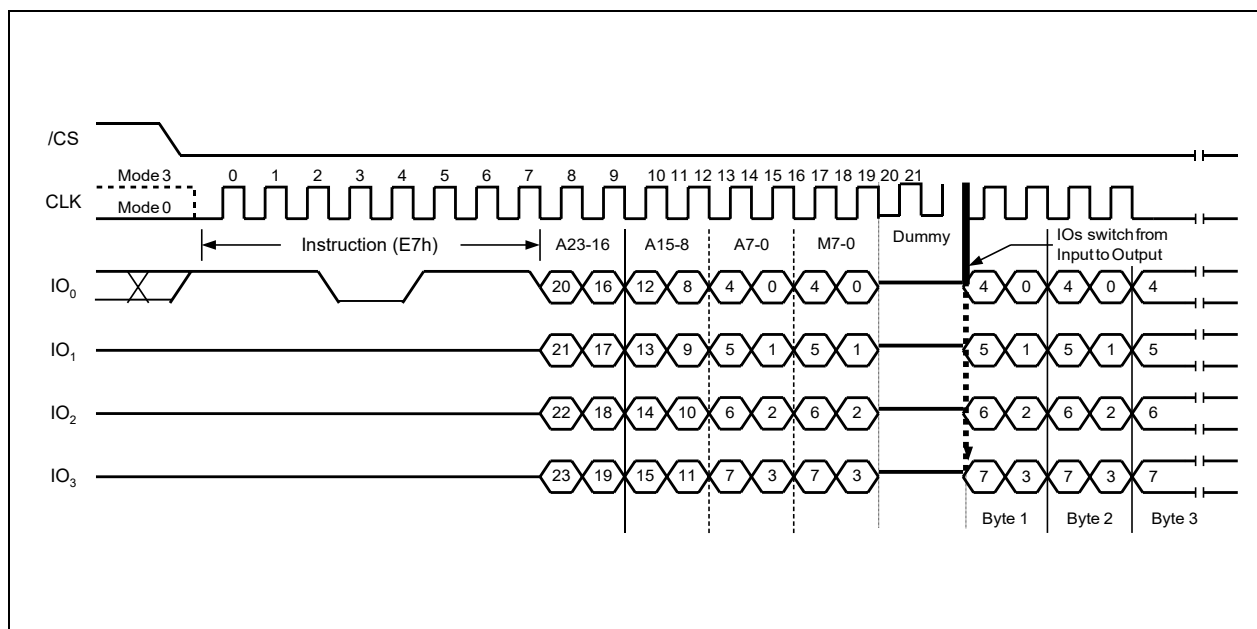 /CS
Mode 3
0 1 2 3 4 5 6 7 8 9 10 11 12 13 14 15 16 17 18 19 20 21
CLK
Mode 0
Instruction (E7h) A23-16 A15-8 A7-0 M7-0 Dummy
IOs switch from
Input to Output
IO0 20 16 12 8 4 0 4 0 4 0 4 0 4
IO1 21 17 13 9 5 1 5 1 5 1 5 1 5
IO2 22 18 14 10 6 2 6 2 6 2 6 2 6
IO3 23 19 15 11 7 3 7 3 7 3 7 3 7
Byte 1 Byte 2 Byte 3